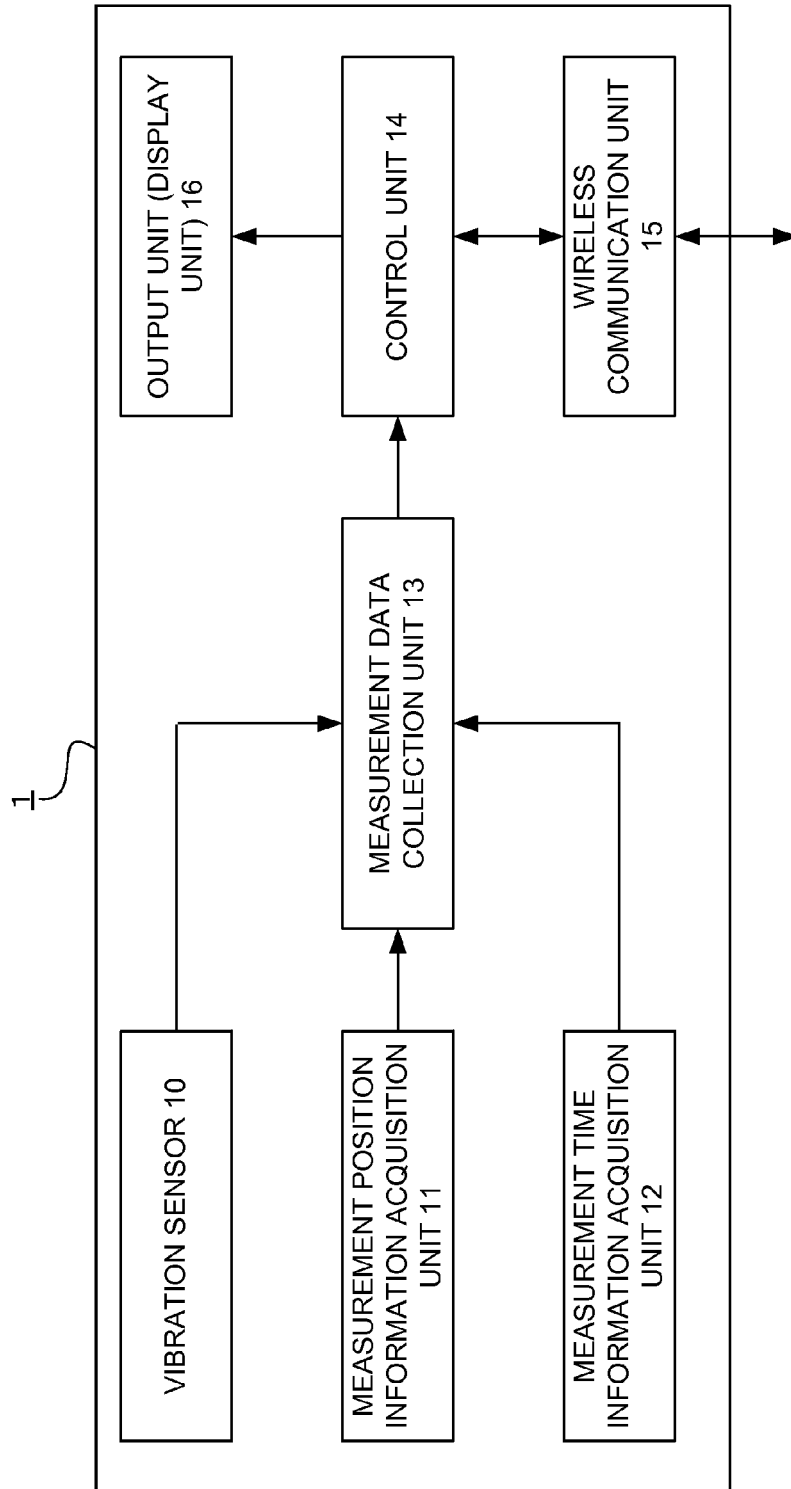 1
VIBRATION SENSOR 10
MEASUREMENT POSITION
INFORMATION ACQUISITION
UNIT 11
MEASUREMENT TIME
INFORMATION ACQUISITION
UNIT 12
MEASUREMENT DATA
COLLECTION UNIT 13
OUTPUT UNIT (DISPLAY
UNIT) 16
CONTROL UNIT 14
WIRELESS
COMMUNICATION UNIT
15